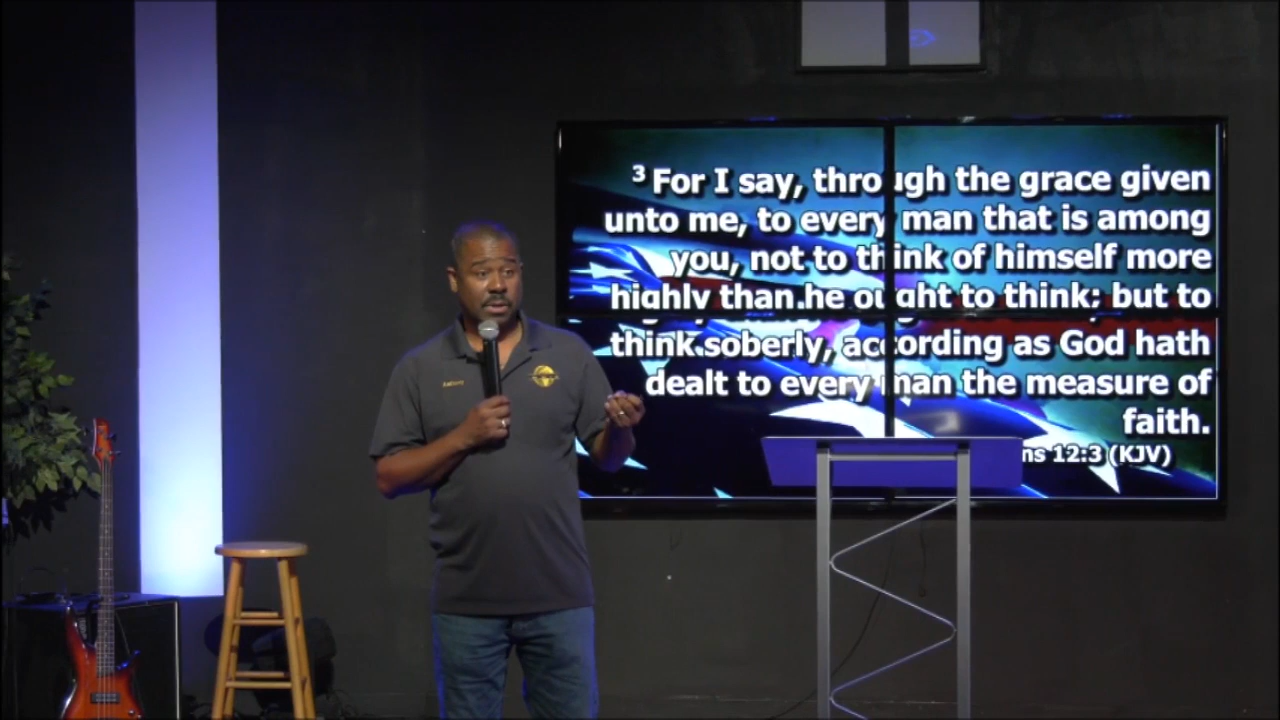 3 For I say, through the grace given
unto me, to every man that is among
you, not to think of himself more
highly than he ought to think; but to
think soberly, according as God hath
dealt to every man the measure of
faith.
ns 12:3 (KJV)